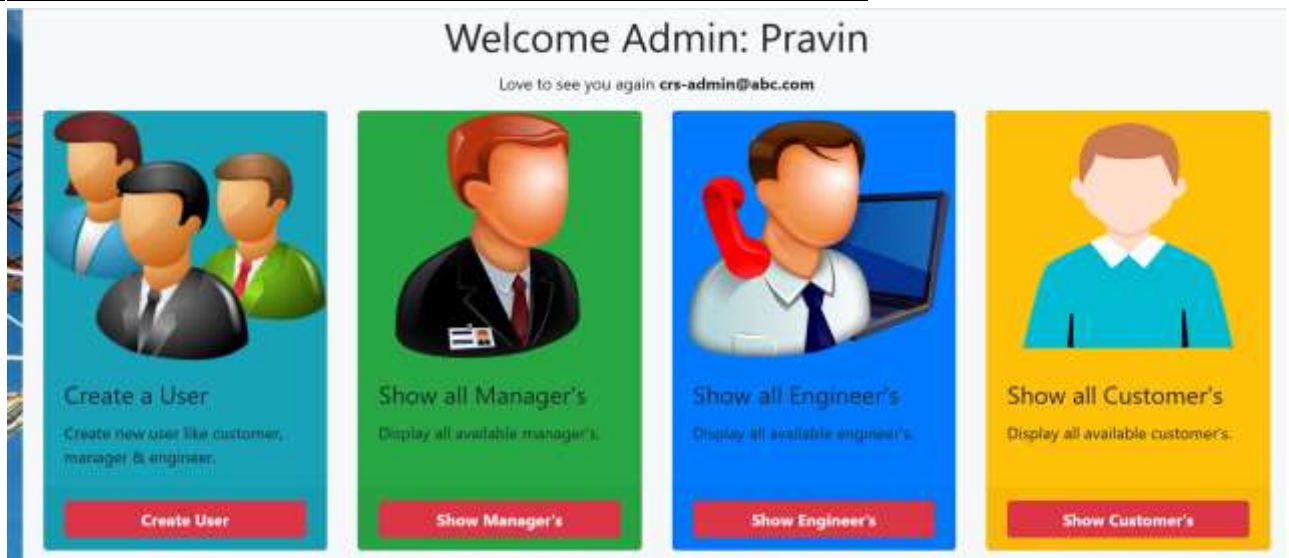 Welcome Admin: Pravin
Love to see you again crs-admin@abc.com
Create a User
Create new user like customer,
manager & engineer.
Create User
Show all Manager's
Display all available manager's.
Show Manager's
Show all Engineer's
Display all available engineer's.
Show Engineer's
Show all Customer's
Display all available customer's.
Show Customer's